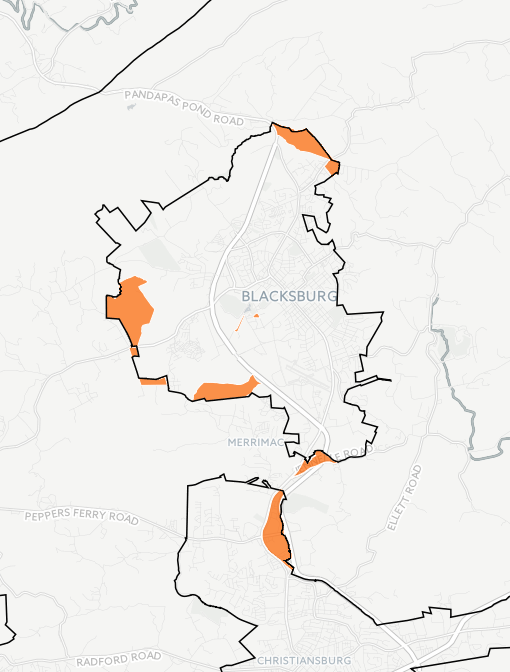 PANDAPAS POND ROAD
BLACKSBURG
MERRIMAC
ROAD
ELLETT ROAD
PEPPERS FERRY ROAD
RADFORD ROAD
CHRISTIANSBURG